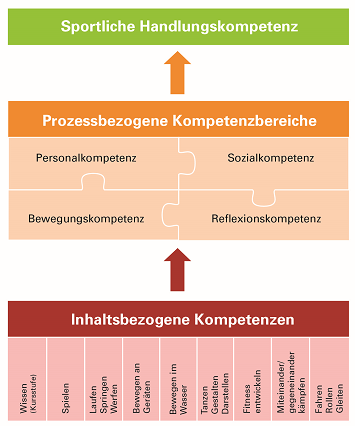 Sportliche Handlungskompetenz
Prozessbezogene Kompetenzbereiche
Personalkompetenz
Sozialkompetenz
Bewegungskompetenz
Reflexionskompetenz
Inhaltsbezogene Kompetenzen
Wissen
(Kursstufe)
Spielen
Laufen
Springen
Werfen
Bewegen an
Geräten
Bewegen im
Wasser
Tanzen
Gestalten
Darstellen
Fitness
entwickeln
Miteinander/
gegeneinander
kämpfen
Fahren
Rollen
Gleiten